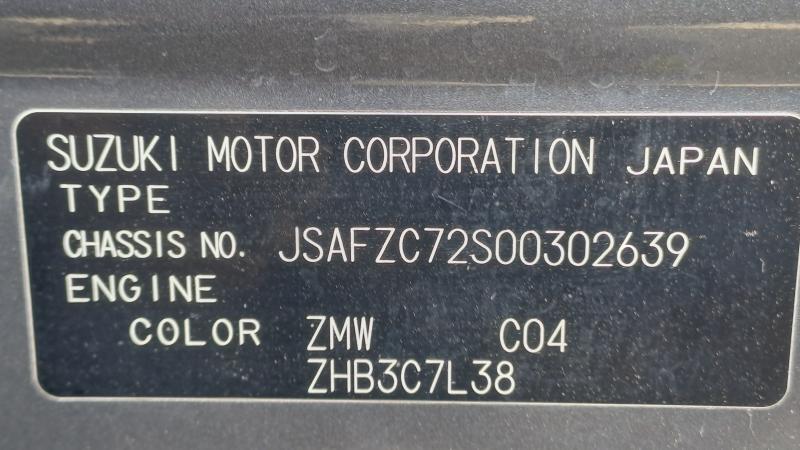 SUZUKI MOTOR CORPORATION JAPAN
TYPE
CHASSIS NO. JSAFZC72S00302639
ENGINE
COLOR ZMW C04
ZHB3C7L38